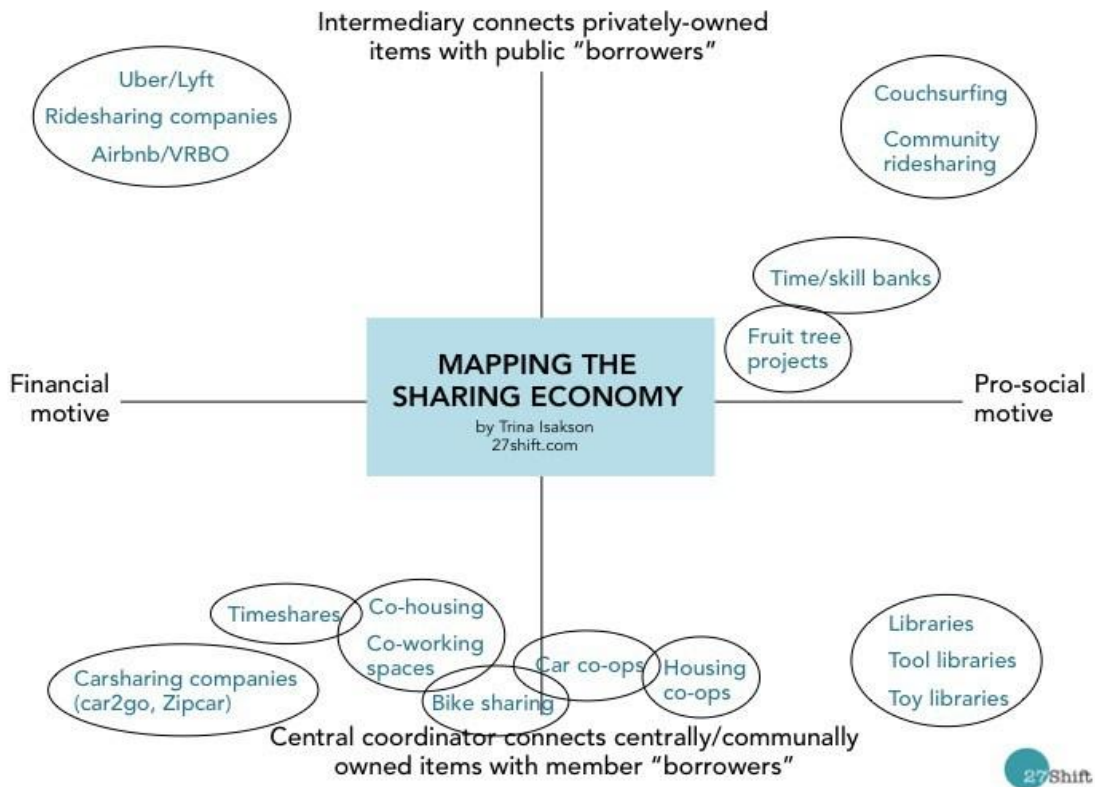 Intermediary connects privately-owned
items with public “borrowers”
Uber/Lyft
Ridesharing companies
Airbnb/VRBO
Couchsurfing
Community
ridesharing
Time/skill banks
Fruit tree
projects
Financial
motive
MAPPING THE
SHARING ECONOMY
by Trina Isakson
27shift.com
Pro-social
motive
Timeshares
Co-housing
Co-working
spaces
Carsharing companies
(car2go, Zipcar)
Bike sharing
Car co-ops
Housing
co-ops
Libraries
Tool libraries
Toy libraries
Central coordinator connects centrally/communally
owned items with member “borrowers”
27Shift